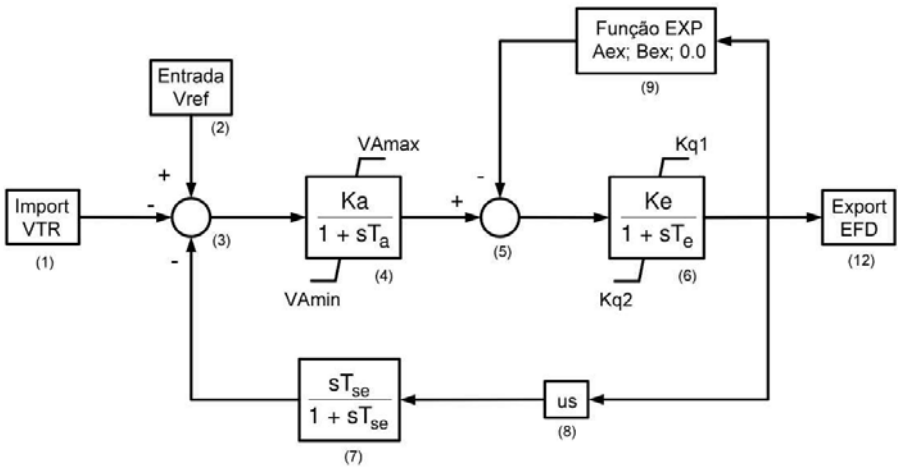 Função EXP
Aex; Bex; 0.0
(9)
Entrada
Vref
(2)
VAmax
Kq1
+
-
-
Import
VTR
(1)
(3)
-
Ka
1 + sTa
(4)
VAmin
+
(5)
Ke
1 + sTe
(6)
Kq2
Export
EFD
(12)
sTse
1 + sTse
(7)
us
(8)